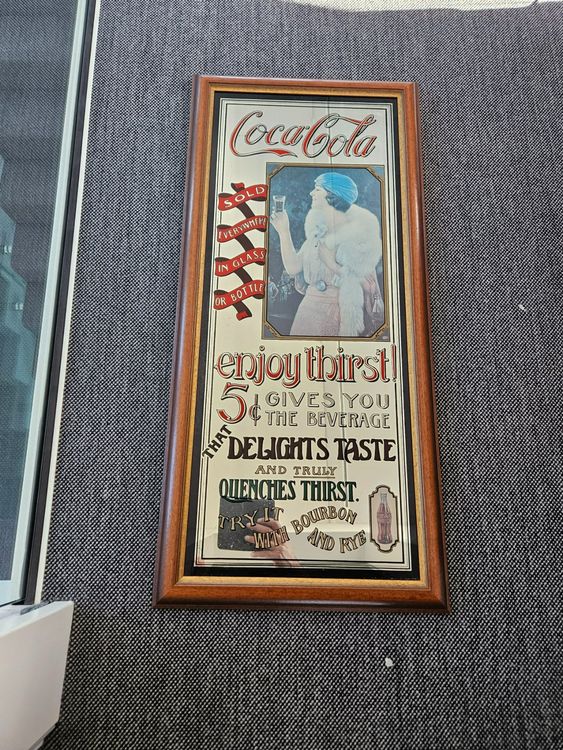 Coca-Cola
SOLD
EVERYWHERE
IN GLASS
OR BOTTLE
enjoy thirst!
5¢ GIVES YOU
THE BEVERAGE
THAT DELIGHTS TASTE
AND TRULY
QUENCHES THIRST.
TRY IT
WITH BOURBON
AND RYE